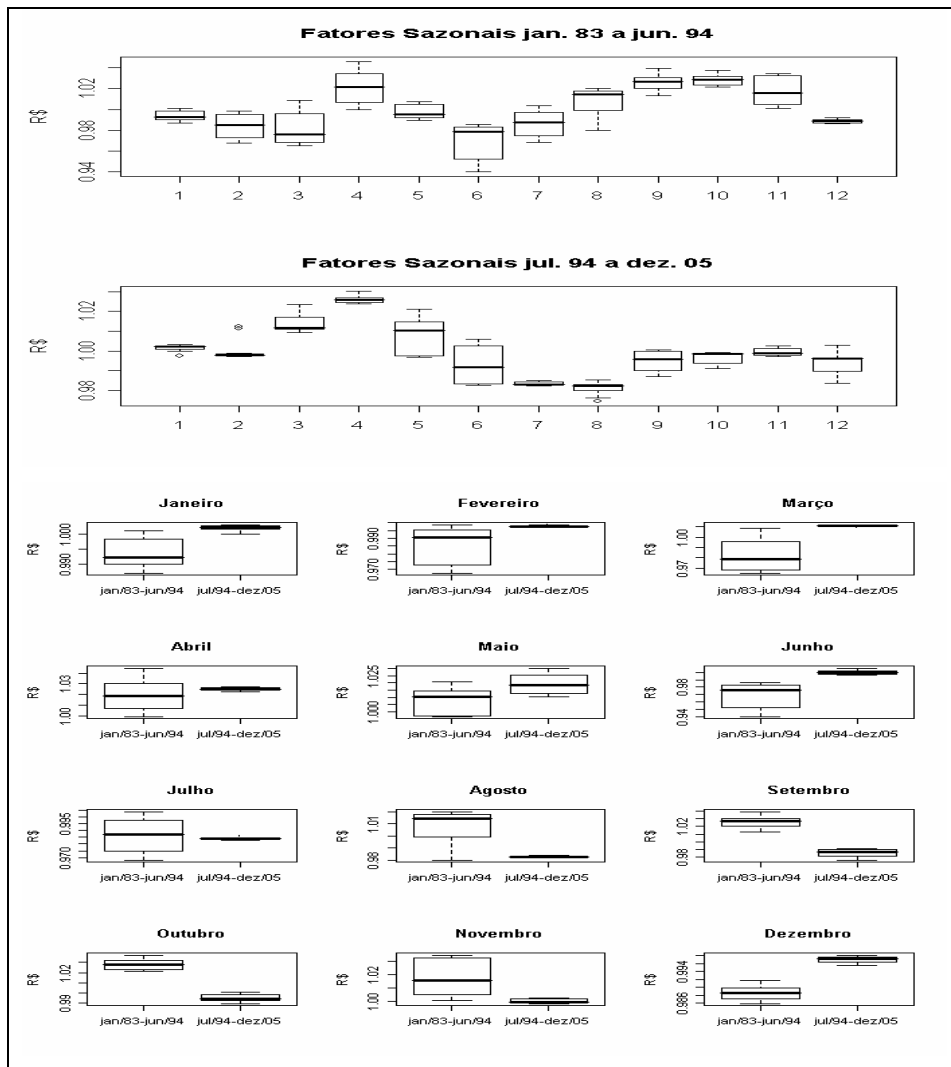 Fatores Sazonais jan. 83 a jun. 94
R$
1.02
0.98
0.94
1 2 3 4 5 6 7 8 9 10 11 12
Fatores Sazonais jul. 94 a dez. 05
R$
1.02
1.00
0.98
1 2 3 4 5 6 7 8 9 10 11 12
Janeiro Fevereiro Março
R$ 1.000 0.990 R$ 0.990 0.970 R$ 1.00 0.97
jan/83-jun/94 jul/94-dez/05 jan/83-jun/94 jul/94-dez/05 jan/83-jun/94 jul/94-dez/05
Abril Maio Junho
R$ 1.03 1.00 R$ 1.025 1.000 R$ 0.98 0.94
jan/83-jun/94 jul/94-dez/05 jan/83-jun/94 jul/94-dez/05 jan/83-jun/94 jul/94-dez/05
Julho Agosto Setembro
R$ 0.995 0.970 R$ 1.01 0.98 R$ 1.02 0.98
jan/83-jun/94 jul/94-dez/05 jan/83-jun/94 jul/94-dez/05 jan/83-jun/94 jul/94-dez/05
Outubro Novembro Dezembro
R$ 1.02 0.99 R$ 1.02 1.00 R$ 0.994 0.986
jan/83-jun/94 jul/94-dez/05 jan/83-jun/94 jul/94-dez/05 jan/83-jun/94 jul/94-dez/05